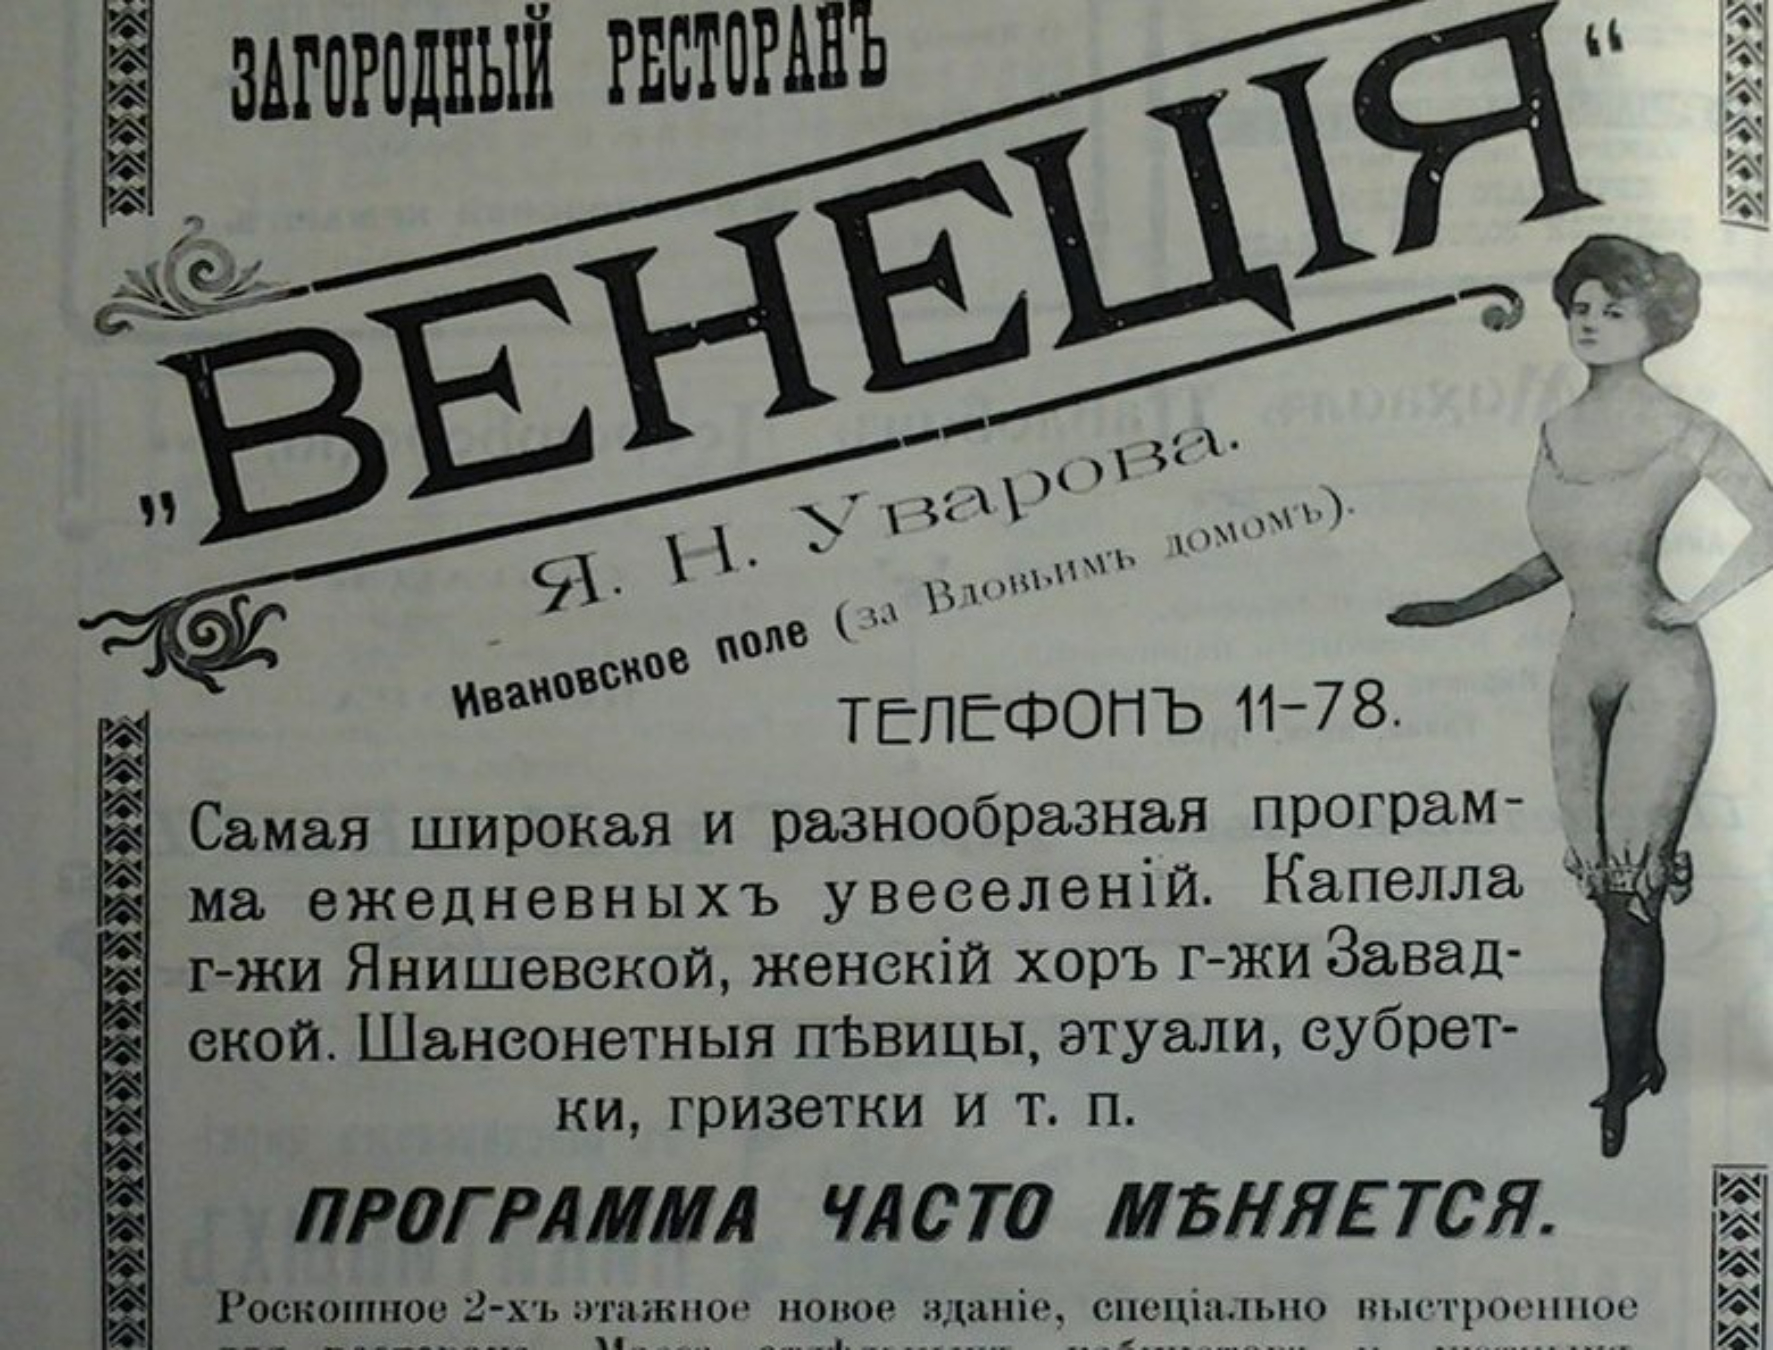 ЗАГОРОДНЫЙ РЕСТОРАНЪ
„ВЕНЕЦІЯ“
Я. Н. Уварова.
Ивановское поле (за Вдовьимъ домомъ).
ТЕЛЕФОНЪ 11-78.
Самая широкая и разнообразная програм-
ма ежедневныхъ увеселеній. Капелла
г-жи Янишевской, женскій хоръ г-жи Завад-
ской. Шансонетныя пѣвицы, этуали, субрет-
ки, гризетки и т. п.
ПРОГРАММА ЧАСТО МѢНЯЕТСЯ.
Роскошное 2-хъ этажное новое зданіе, спеціально выстроенное